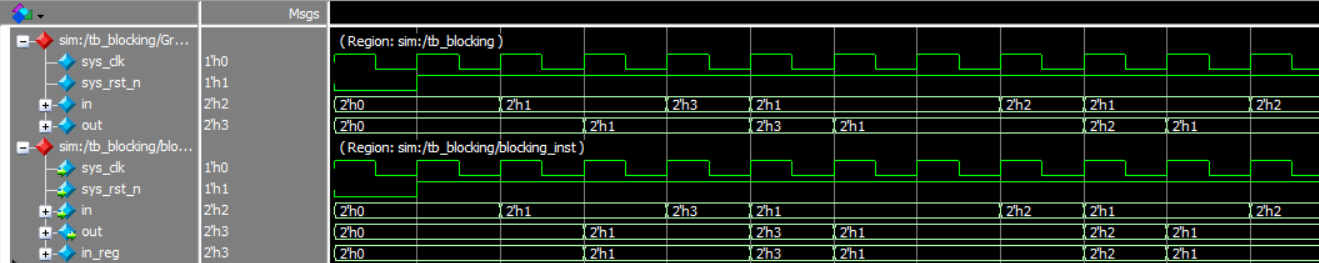 Msgs
sim:/tb_blocking/Gr... (Region: sim:/tb_blocking)
sys_clk 1'h0
sys_rst_n 1'h1
in 2'h2 2'h0 2'h1 2'h3 2'h1 2'h2 2'h1 2'h2
out 2'h3 2'h0 2'h1 2'h3 2'h1 2'h2 2'h1
sim:/tb_blocking/blo... (Region: sim:/tb_blocking/blocking_inst)
sys_clk 1'h0
sys_rst_n 1'h1
in 2'h2 2'h0 2'h1 2'h3 2'h1 2'h2 2'h1 2'h2
out 2'h3 2'h0 2'h1 2'h3 2'h1 2'h2 2'h1
in_reg 2'h3 2'h0 2'h1 2'h3 2'h1 2'h2 2'h1